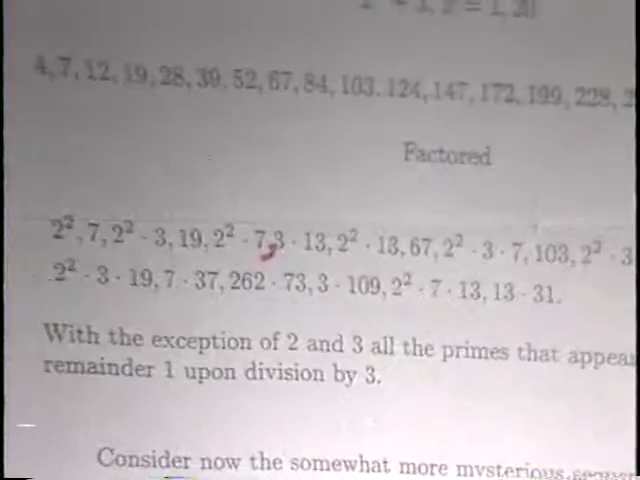 4, 7, 12, 19, 28, 39, 52, 67, 84, 103. 124, 147, 172, 199, 228,
Factored
2², 7, 2² · 3, 19, 2² · 7, 3 · 13, 2² · 13, 67, 2² · 3 · 7, 103, 2² · 3
2² · 3 · 19, 7 · 37, 262 · 73, 3 · 109, 2² · 7 · 13, 13 · 31.
With the exception of 2 and 3 all the primes that appear
remainder 1 upon division by 3.
Consider now the somewhat more mysterious